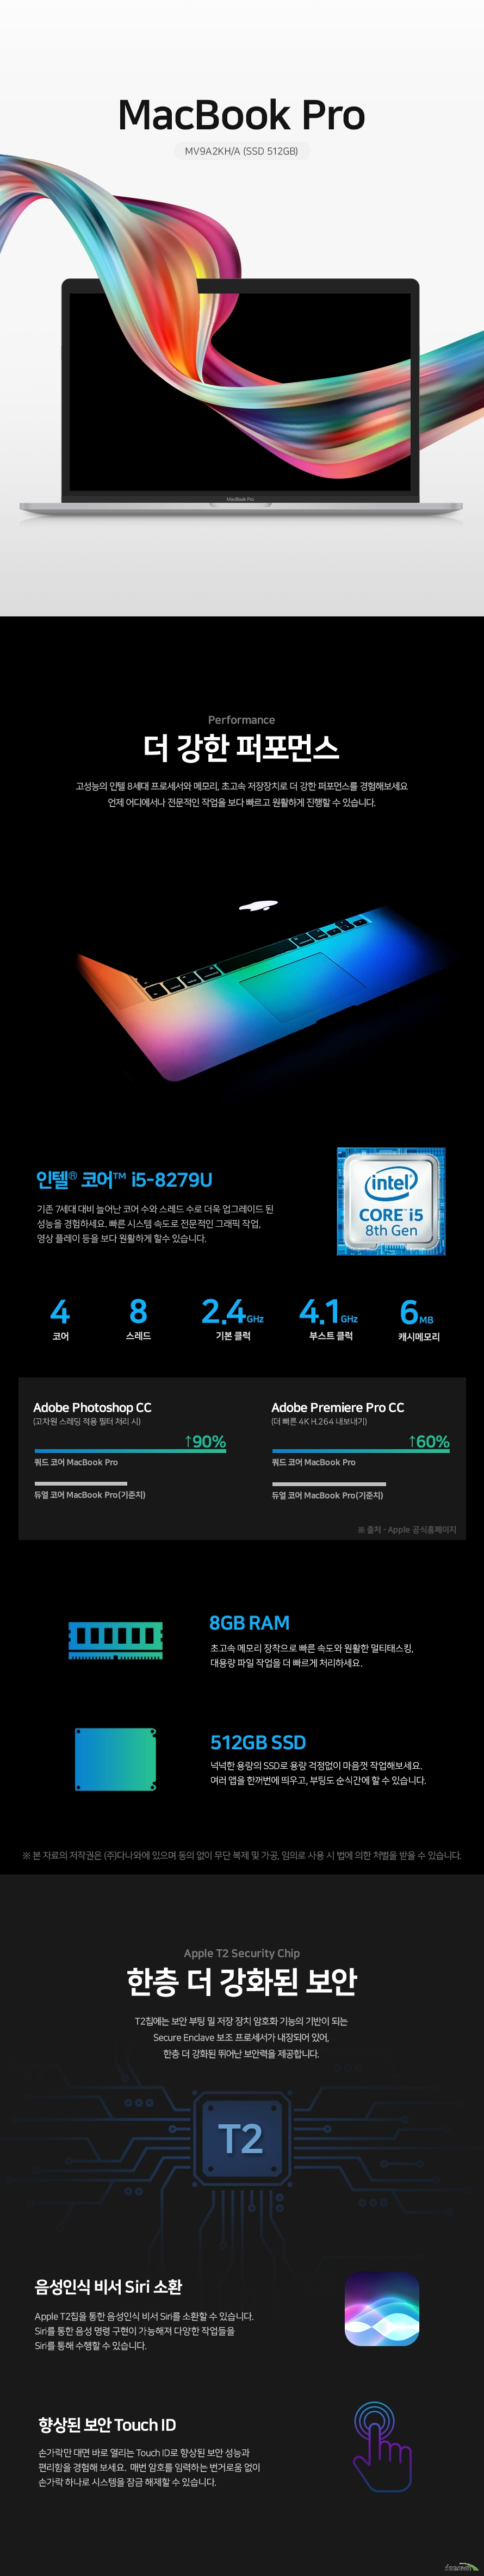 MacBook Pro
MV9A2KH/A (SSD 512GB)
MacBook Pro
Performance
더 강한 퍼포먼스
고성능의 인텔 8세대 프로세서와 메모리, 초고속 저장장치로 더 강한 퍼포먼스를 경험해보세요
언제 어디에서나 전문적인 작업을 보다 빠르고 원활하게 진행할 수 있습니다.
인텔® 코어™ i5-8279U
기존 7세대 대비 늘어난 코어 수와 스레드 수로 더욱 업그레이드 된
성능을 경험하세요. 빠른 시스템 속도로 전문적인 그래픽 작업,
영상 플레이 등을 보다 원활하게 할수 있습니다.
intel®
CORE™ i5
8th Gen
4 8 2.4GHz 4.1GHz 6MB
코어 스레드 기본 클럭 부스트 클럭 캐시메모리
Adobe Photoshop CC
(고차원 스레딩 적용 필터 처리 시)
↑90%
쿼드 코어 MacBook Pro
듀얼 코어 MacBook Pro(기준치)
Adobe Premiere Pro CC
(더 빠른 4K H.264 내보내기)
↑60%
쿼드 코어 MacBook Pro
듀얼 코어 MacBook Pro(기준치)
※ 출처 - Apple 공식홈페이지
8GB RAM
초고속 메모리 장착으로 빠른 속도와 원활한 멀티태스킹,
대용량 파일 작업을 더 빠르게 처리하세요.
512GB SSD
넉넉한 용량의 SSD로 용량 걱정없이 마음껏 작업해보세요.
여러 앱을 한꺼번에 띄우고, 부팅도 순식간에 할 수 있습니다.
※ 본 자료의 저작권은 (주)다나와에 있으며 동의 없이 무단 복제 및 가공, 임의로 사용 시 법에 의한 처벌을 받을 수 있습니다.
Apple T2 Security Chip
한층 더 강화된 보안
T2칩에는 보안 부팅 밀 저장 장치 암호화 기능의 기반이 되는
Secure Enclave 보조 프로세서가 내장되어 있어,
한층 더 강화된 뛰어난 보안력을 제공합니다.
T2
음성인식 비서 Siri 소환
Apple T2칩을 통한 음성인식 비서 Siri를 소환할 수 있습니다.
Siri를 통한 음성 명령 구현이 가능해져 다양한 작업들을
Siri를 통해 수행할 수 있습니다.
향상된 보안 Touch ID
손가락만 대면 바로 열리는 Touch ID로 향상된 보안 성능과
편리함을 경험해 보세요. 매번 암호를 입력하는 번거로움 없이
손가락 하나로 시스템을 잠금 해제할 수 있습니다.